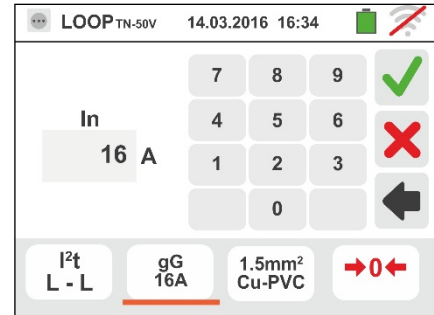 LOOP TN-50V 14.03.2016 16:34
7 8 9
In
4 5 6
16 A
1 2 3
0
I²t
L - L
gG
16A
1.5mm²
Cu-PVC
→0←